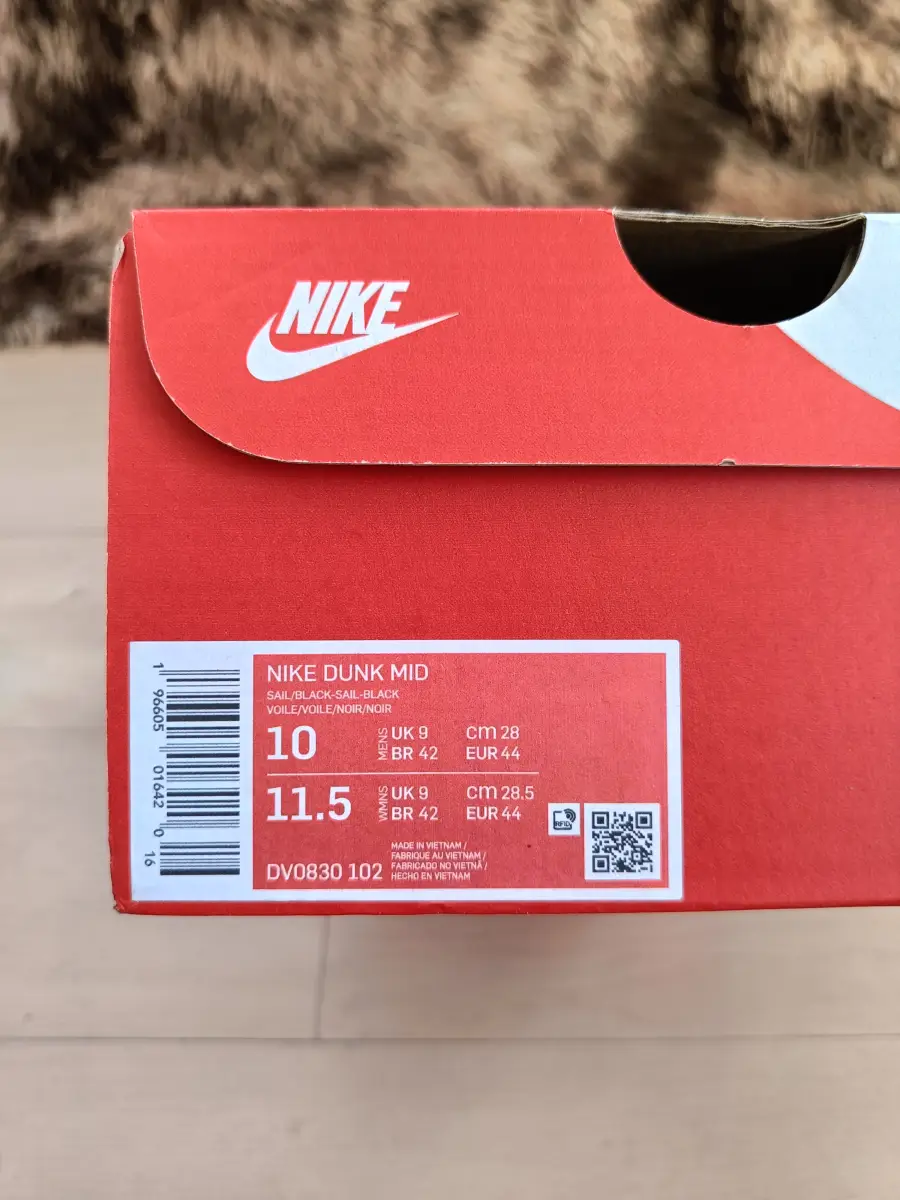 NIKE
NIKE DUNK MID
SAIL/BLACK-SAIL-BLACK
VOILE/VOILE/NOIR/NOIR
10 MENS UK 9 cm 28
BR 42 EUR 44
11.5 WMNS UK 9 cm 28.5
BR 42 EUR 44
RFID
DV0830 102
MADE IN VIETNAM /
FABRIQUE AU VIETNAM /
FABRICADO NO VIETNÃ /
HECHO EN VIETNAM
1 96605 01642 0 16